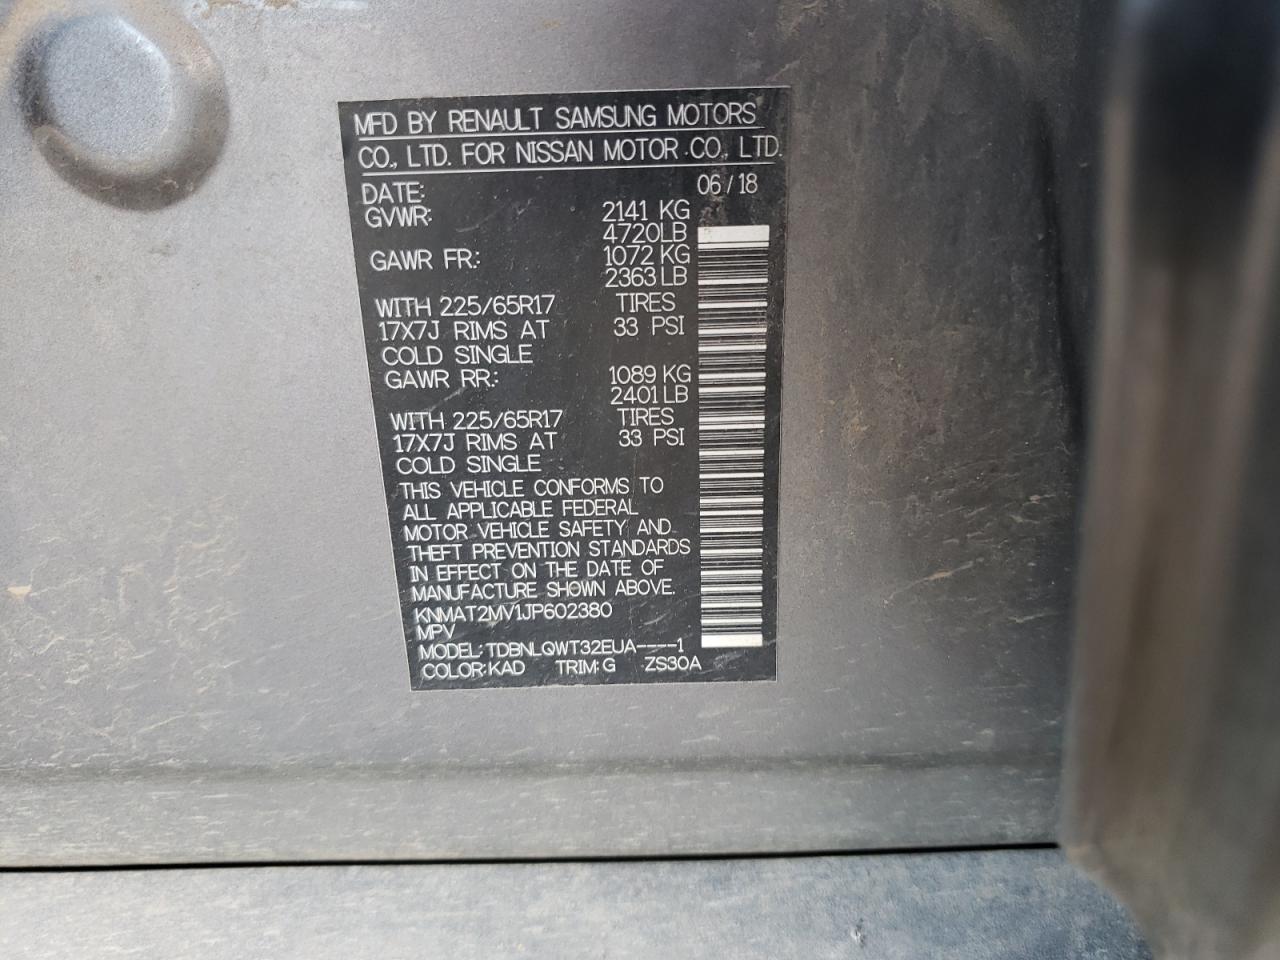 MFD BY RENAULT SAMSUNG MOTORS
CO., LTD. FOR NISSAN MOTOR CO., LTD.
DATE: 06/18
GVWR: 2141 KG
4720LB
GAWR FR: 1072 KG
2363 LB
WITH 225/65R17 TIRES
17X7J RIMS AT 33 PSI
COLD SINGLE
GAWR RR: 1089 KG
2401 LB
WITH 225/65R17 TIRES
17X7J RIMS AT 33 PSI
COLD SINGLE
THIS VEHICLE CONFORMS TO
ALL APPLICABLE FEDERAL
MOTOR VEHICLE SAFETY AND
THEFT PREVENTION STANDARDS
IN EFFECT ON THE DATE OF
MANUFACTURE SHOWN ABOVE.
KNMAT2MV1JP602380
MPV
MODEL: TDBNLQWT32EUA----1
COLOR:KAD TRIM:G ZS30A